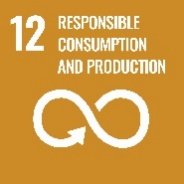 12 RESPONSIBLE
CONSUMPTION
AND PRODUCTION